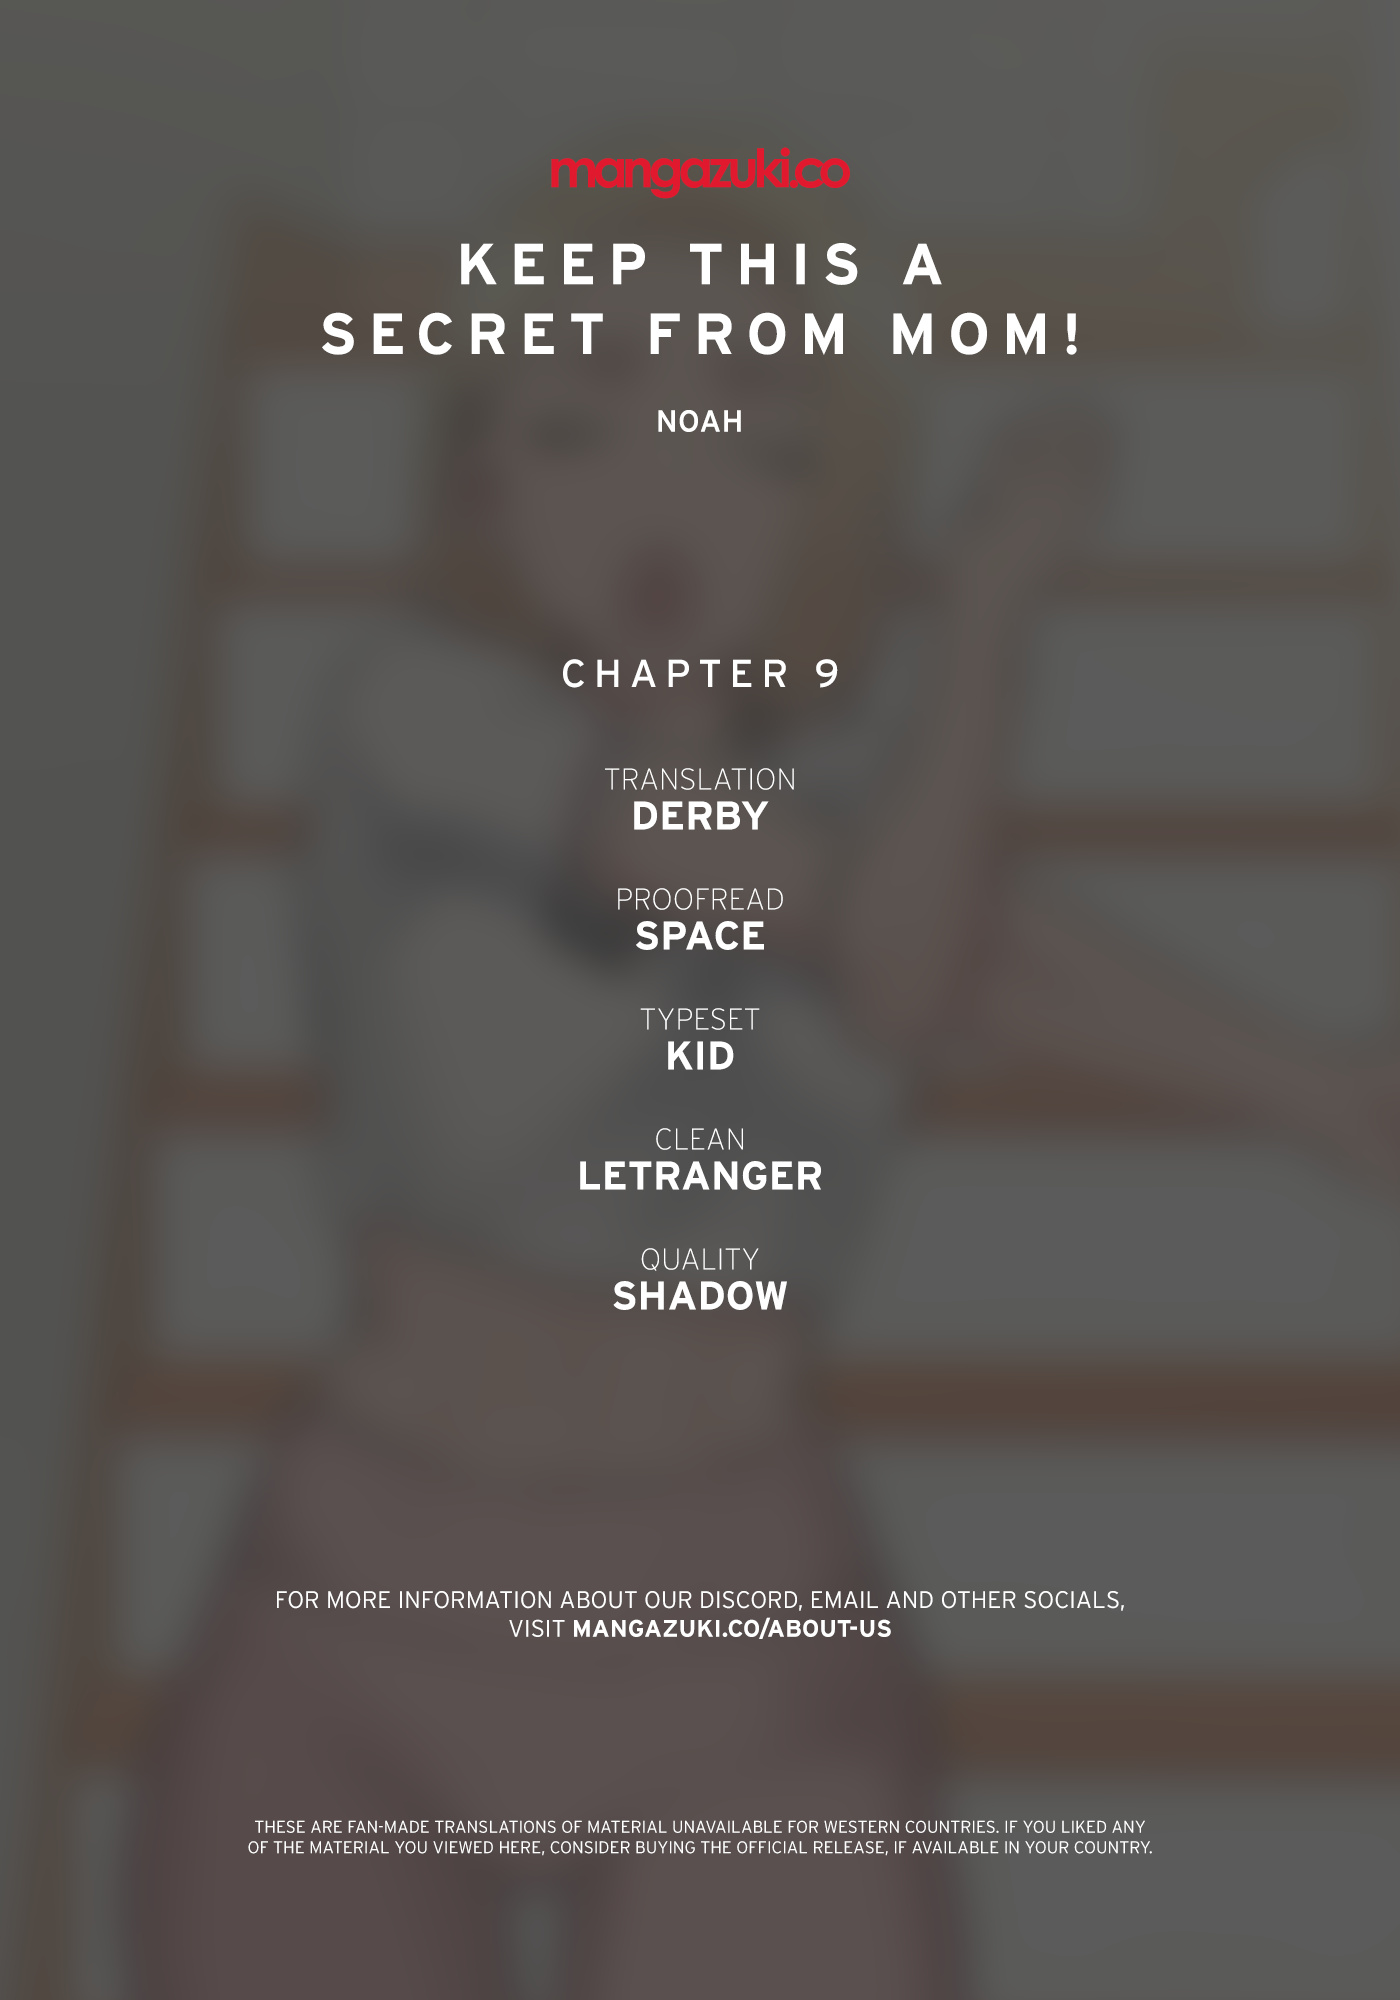 mangazuki.co
KEEP THIS A
SECRET FROM MOM!
NOAH
CHAPTER 9
TRANSLATION
DERBY
PROOFREAD
SPACE
TYPESET
KID
CLEAN
LETRANGER
QUALITY
SHADOW
FOR MORE INFORMATION ABOUT OUR DISCORD, EMAIL AND OTHER SOCIALS,
VISIT MANGAZUKI.CO/ABOUT-US
THESE ARE FAN-MADE TRANSLATIONS OF MATERIAL UNAVAILABLE FOR WESTERN COUNTRIES. IF YOU LIKED ANY
OF THE MATERIAL YOU VIEWED HERE, CONSIDER BUYING THE OFFICIAL RELEASE, IF AVAILABLE IN YOUR COUNTRY.